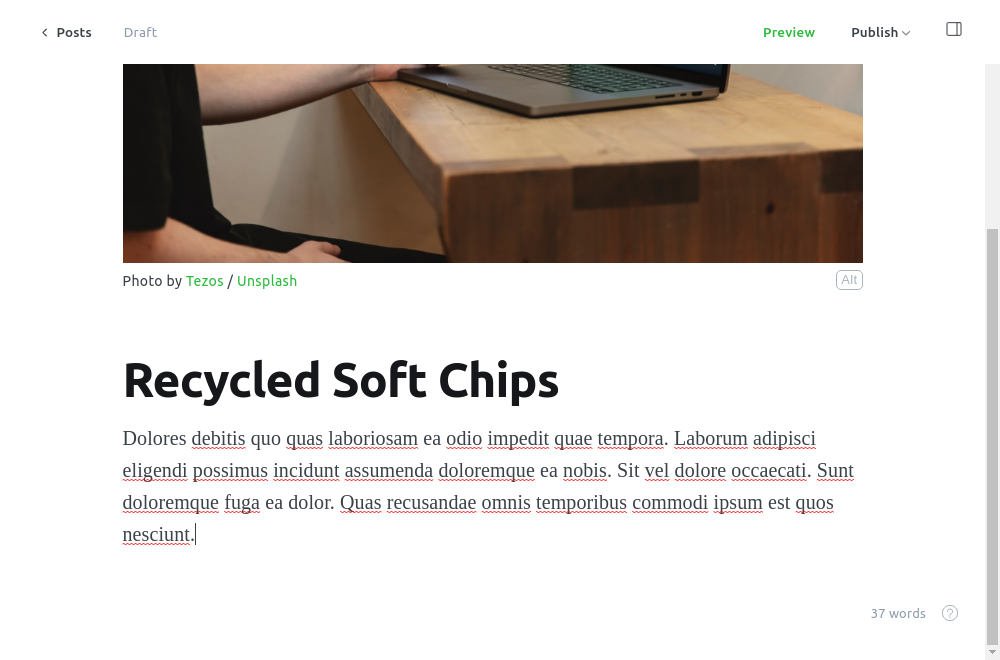 Posts Draft Preview Publish
Photo by Tezos / Unsplash Alt
Recycled Soft Chips
Dolores debitis quo quas laboriosam ea odio impedit quae tempora. Laborum adipisci
eligendi possimus incidunt assumenda doloremque ea nobis. Sit vel dolore occaecati. Sunt
doloremque fuga ea dolor. Quas recusandae omnis temporibus commodi ipsum est quos
nesciunt.
37 words ?